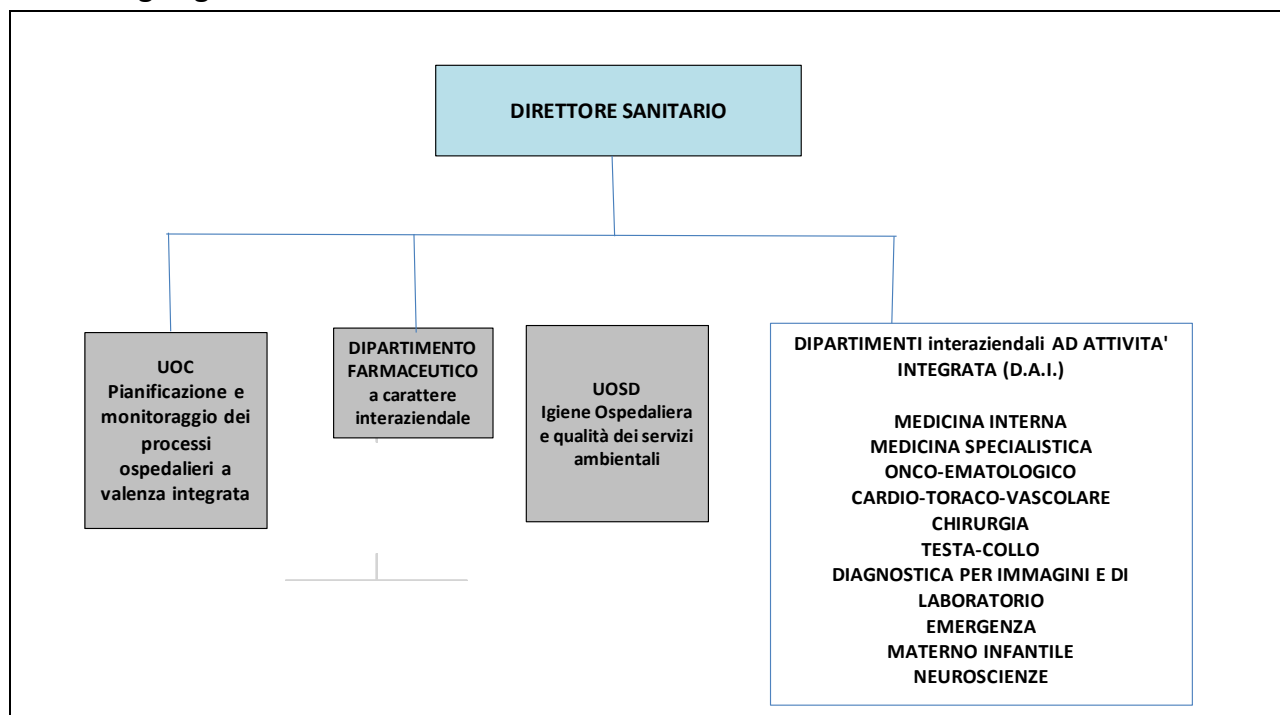 DIRETTORE SANITARIO
UOC
Pianificazione e
monitoraggio dei
processi
ospedalieri a
valenza integrata
DIPARTIMENTO
FARMACEUTICO
a carattere
interaziendale
UOSD
Igiene Ospedaliera
e qualità dei servizi
ambientali
DIPARTIMENTI interaziendali AD ATTIVITA'
INTEGRATA (D.A.I.)
MEDICINA INTERNA
MEDICINA SPECIALISTICA
ONCO-EMATOLOGICO
CARDIO-TORACO-VASCOLARE
CHIRURGIA
TESTA-COLLO
DIAGNOSTICA PER IMMAGINI E DI
LABORATORIO
EMERGENZA
MATERNO INFANTILE
NEUROSCIENZE